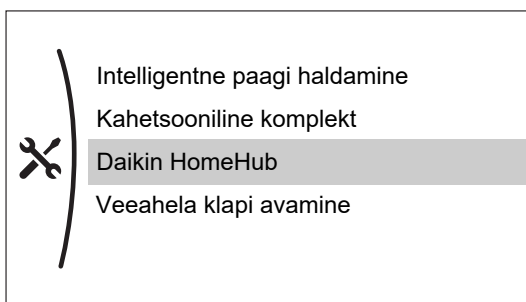 Intelligentne paagi haldamine
Kahetsooniline komplekt
Daikin HomeHub
Veeahela klapi avamine